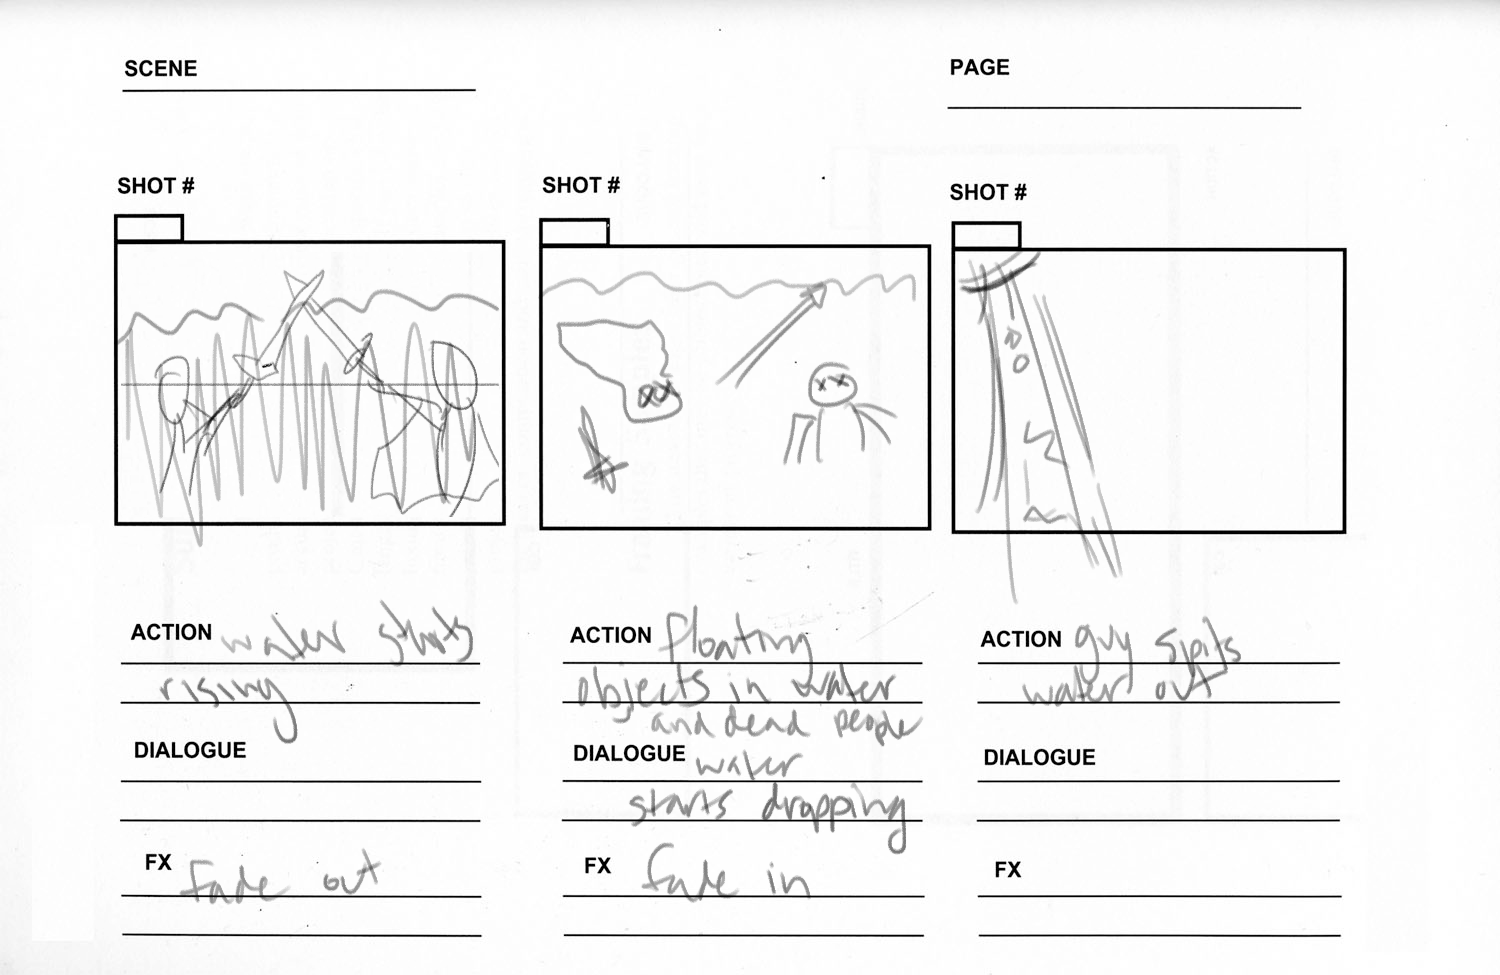 SCENE
PAGE
SHOT #
SHOT #
SHOT #
ACTION water starts
rising
DIALOGUE
FX Fade out
ACTION floating
objects in water
and dead people
DIALOGUE water
starts dropping
FX fade in
ACTION guy spits
water out
DIALOGUE
FX